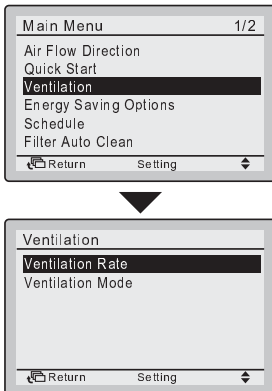 Main Menu 1/2
Air Flow Direction
Quick Start
Ventilation
Energy Saving Options
Schedule
Filter Auto Clean
Return Setting
Ventilation
Ventilation Rate
Ventilation Mode
Return Setting